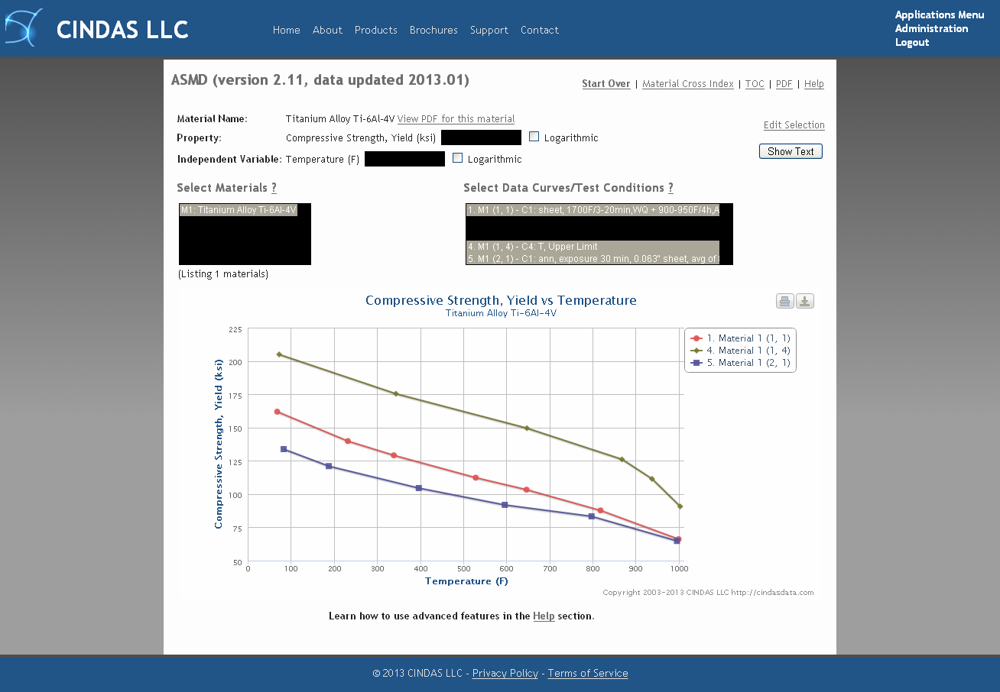 CINDAS LLC
Home About Products Brochures Support Contact
Applications Menu
Administration
Logout
ASMD (version 2.11, data updated 2013.01)
Start Over | Material Cross Index | TOC | PDF | Help
Material Name: Titanium Alloy Ti-6Al-4V View PDF for this material
Edit Selection
Property: Compressive Strength, Yield (ksi) Logarithmic
Show Text
Independent Variable: Temperature (F) Logarithmic
Select Materials ?
M1: Titanium Alloy Ti-6Al-4V
(Listing 1 materials)
Select Data Curves/Test Conditions ?
1. M1 (1, 1) - C1: sheet, 1700F/3-20min,WQ + 900-950F/4h,A
4. M1 (1, 4) - C4: T, Upper Limit
5. M1 (2, 1) - C1: ann, exposure 30 min, 0.063" sheet, avg of
Compressive Strength, Yield vs Temperature
Titanium Alloy Ti-6Al-4V
Compressive Strength, Yield (ksi)
225
200
175
150
125
100
75
50
0 100 200 300 400 500 600 700 800 900 1000
Temperature (F)
1. Material 1 (1, 1)
4. Material 1 (1, 4)
5. Material 1 (2, 1)
Copyright 2003-2013 CINDAS LLC http://cindasdata.com
Learn how to use advanced features in the Help section.
© 2013 CINDAS LLC - Privacy Policy - Terms of Service